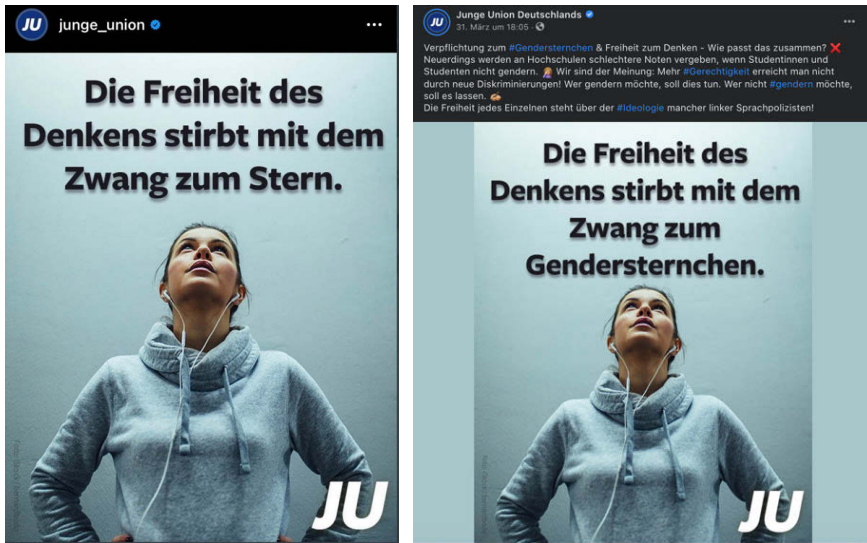 JU junge_union
Die Freiheit des
Denkens stirbt mit dem
Zwang zum Stern.
JU
JU Junge Union Deutschlands
31. März um 18:05 ·
Verpflichtung zum #Gendersternchen & Freiheit zum Denken - Wie passt das zusammen? ❌
Neuerdings werden an Hochschulen schlechtere Noten vergeben, wenn Studentinnen und
Studenten nicht gendern. 🤦‍♀️ Wir sind der Meinung: Mehr #Gerechtigkeit erreicht man nicht
durch neue Diskriminierungen! Wer gendern möchte, soll dies tun. Wer nicht #gendern möchte,
soll es lassen. ✍🏼
Die Freiheit jedes Einzelnen steht über der #Ideologie mancher linker Sprachpolizisten!
Die Freiheit des
Denkens stirbt mit dem
Zwang zum
Gendersternchen.
JU